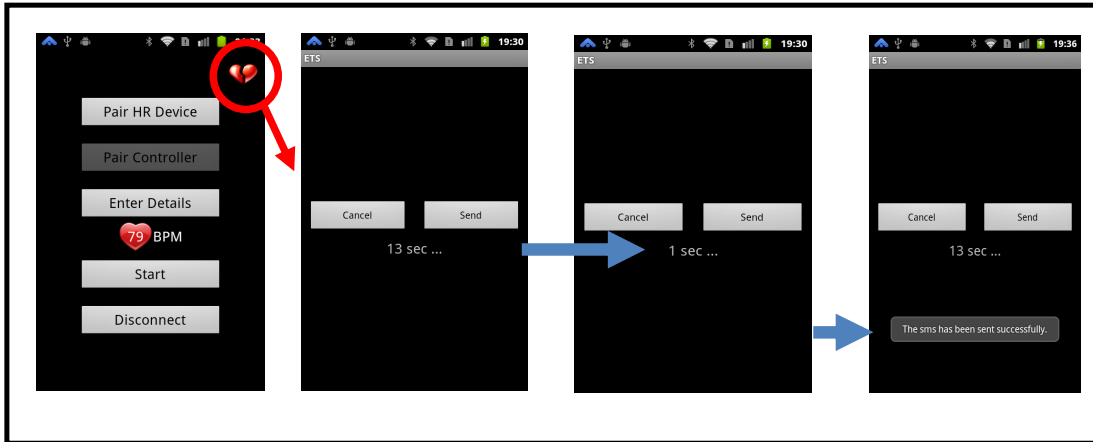 Pair HR Device
Pair Controller
Enter Details
79 BPM
Start
Disconnect
19:30
ETS
Cancel Send
13 sec ...
19:30
ETS
Cancel Send
1 sec ...
19:36
ETS
Cancel Send
13 sec ...
The sms has been sent successfully.